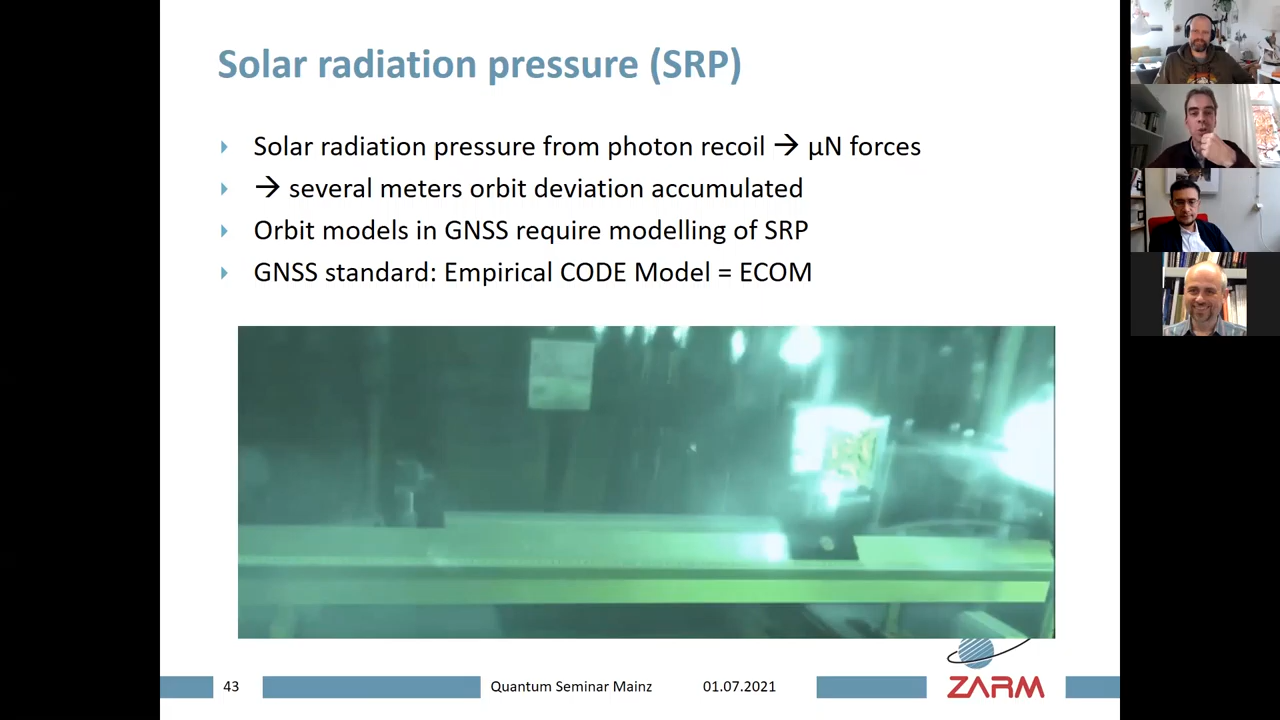 Solar radiation pressure (SRP)
Solar radiation pressure from photon recoil → µN forces
→ several meters orbit deviation accumulated
Orbit models in GNSS require modelling of SRP
GNSS standard: Empirical CODE Model = ECOM
43
Quantum Seminar Mainz
01.07.2021
ZARM